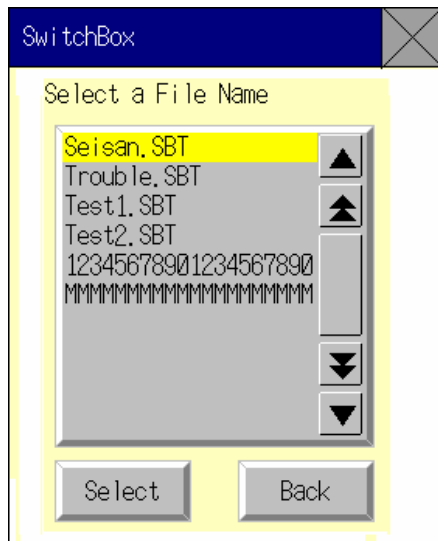 SwitchBox
Select a File Name
Seisan.SBT
Trouble.SBT
Test1.SBT
Test2.SBT
12345678901234567890
MMMMMMMMMMMMMMMMMMMM
Select
Back